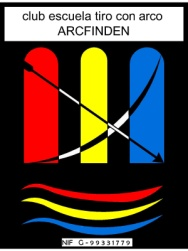 club escuela tiro con arco
ARCFINDEN
NIF G-99331779